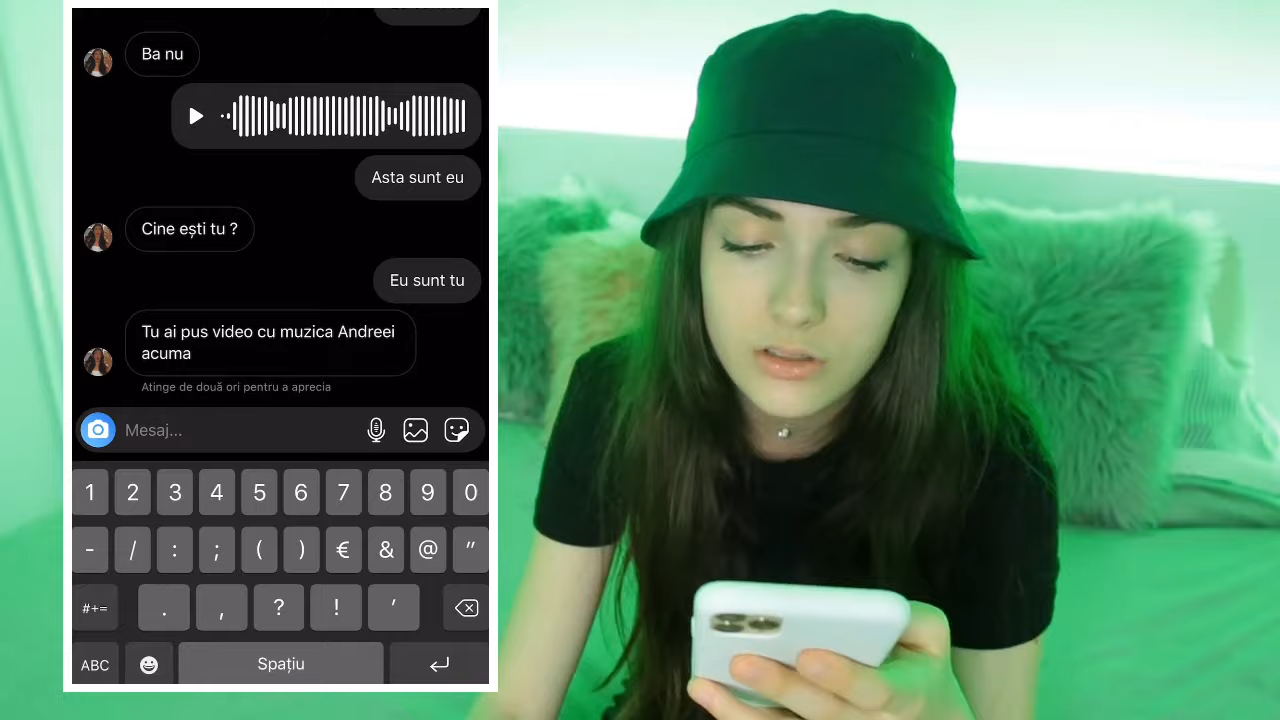 Ba nu
Asta sunt eu
Cine ești tu ?
Eu sunt tu
Tu ai pus video cu muzica Andreei
acuma
Atinge de două ori pentru a aprecia
Mesaj...
1 2 3 4 5 6 7 8 9 0
- / : ; ( ) € & @ "
#+= . , ? ! '
ABC Spațiu